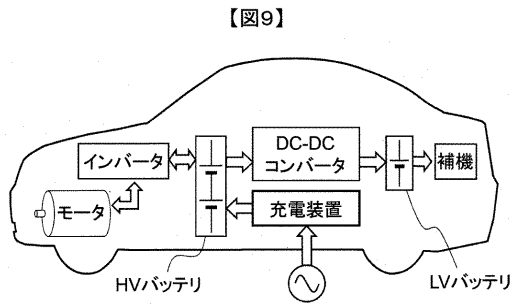 【図9】
DC-DC
コンバータ
インバータ
補機
モータ
充電装置
HVバッテリ
LVバッテリ